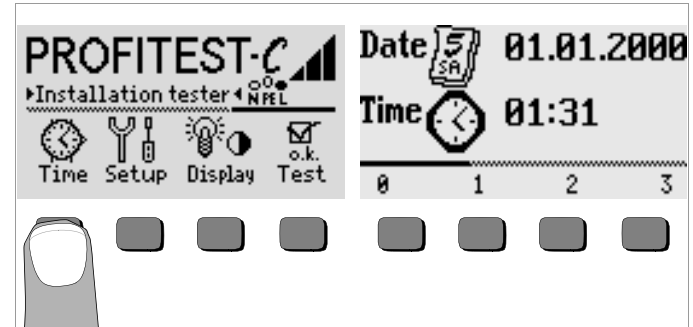 PROFITEST-C
▸Installation tester◂ N PE L
Time Setup Display o.k. Test
Date 5 SA 01.01.2000
Time 01:31
0 1 2 3